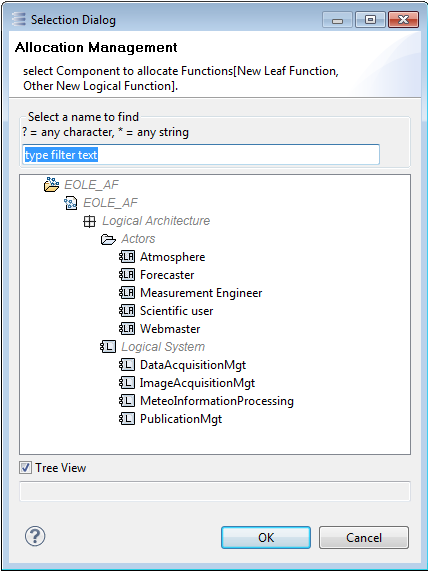 Selection Dialog
Allocation Management
select Component to allocate Functions[New Leaf Function,
Other New Logical Function].
Select a name to find
? = any character, * = any string
type filter text
EOLE_AF
EOLE_AF
Logical Architecture
Actors
LA Atmosphere
LA Forecaster
LA Measurement Engineer
LA Scientific user
LA Webmaster
L Logical System
L DataAcquisitionMgt
L ImageAcquisitionMgt
L MeteoInformationProcessing
L PublicationMgt
Tree View
? OK Cancel